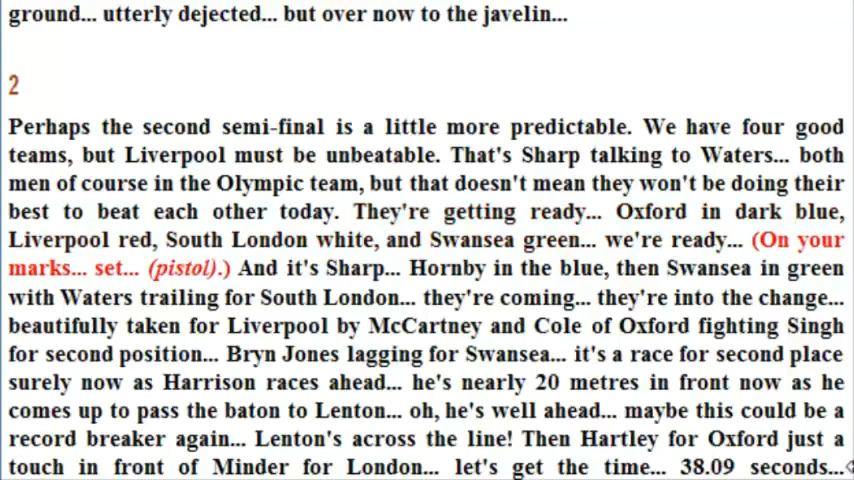 ground... utterly dejected... but over now to the javelin...
2
Perhaps the second semi-final is a little more predictable. We have four good
teams, but Liverpool must be unbeatable. That's Sharp talking to Waters... both
men of course in the Olympic team, but that doesn't mean they won't be doing their
best to beat each other today. They're getting ready... Oxford in dark blue,
Liverpool red, South London white, and Swansea green... we're ready... (On your
marks... set... (pistol).) And it's Sharp... Hornby in the blue, then Swansea in green
with Waters trailing for South London... they're coming... they're into the change...
beautifully taken for Liverpool by McCartney and Cole of Oxford fighting Singh
for second position... Bryn Jones lagging for Swansea... it's a race for second place
surely now as Harrison races ahead... he's nearly 20 metres in front now as he
comes up to pass the baton to Lenton... oh, he's well ahead... maybe this could be a
record breaker again... Lenton's across the line! Then Hartley for Oxford just a
touch in front of Minder for London... let's get the time... 38.09 seconds...